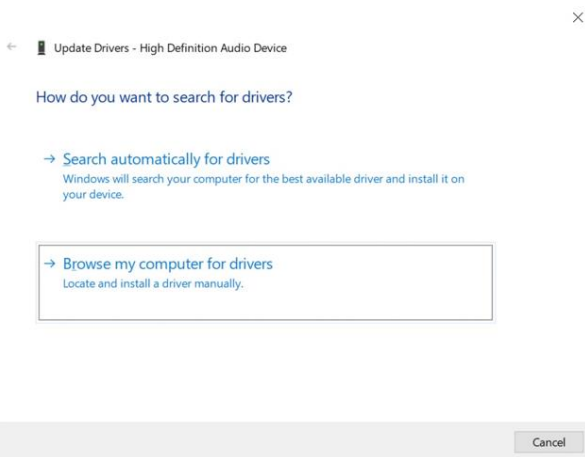 Update Drivers - High Definition Audio Device
How do you want to search for drivers?
Search automatically for drivers
Windows will search your computer for the best available driver and install it on
your device.
Browse my computer for drivers
Locate and install a driver manually.
Cancel